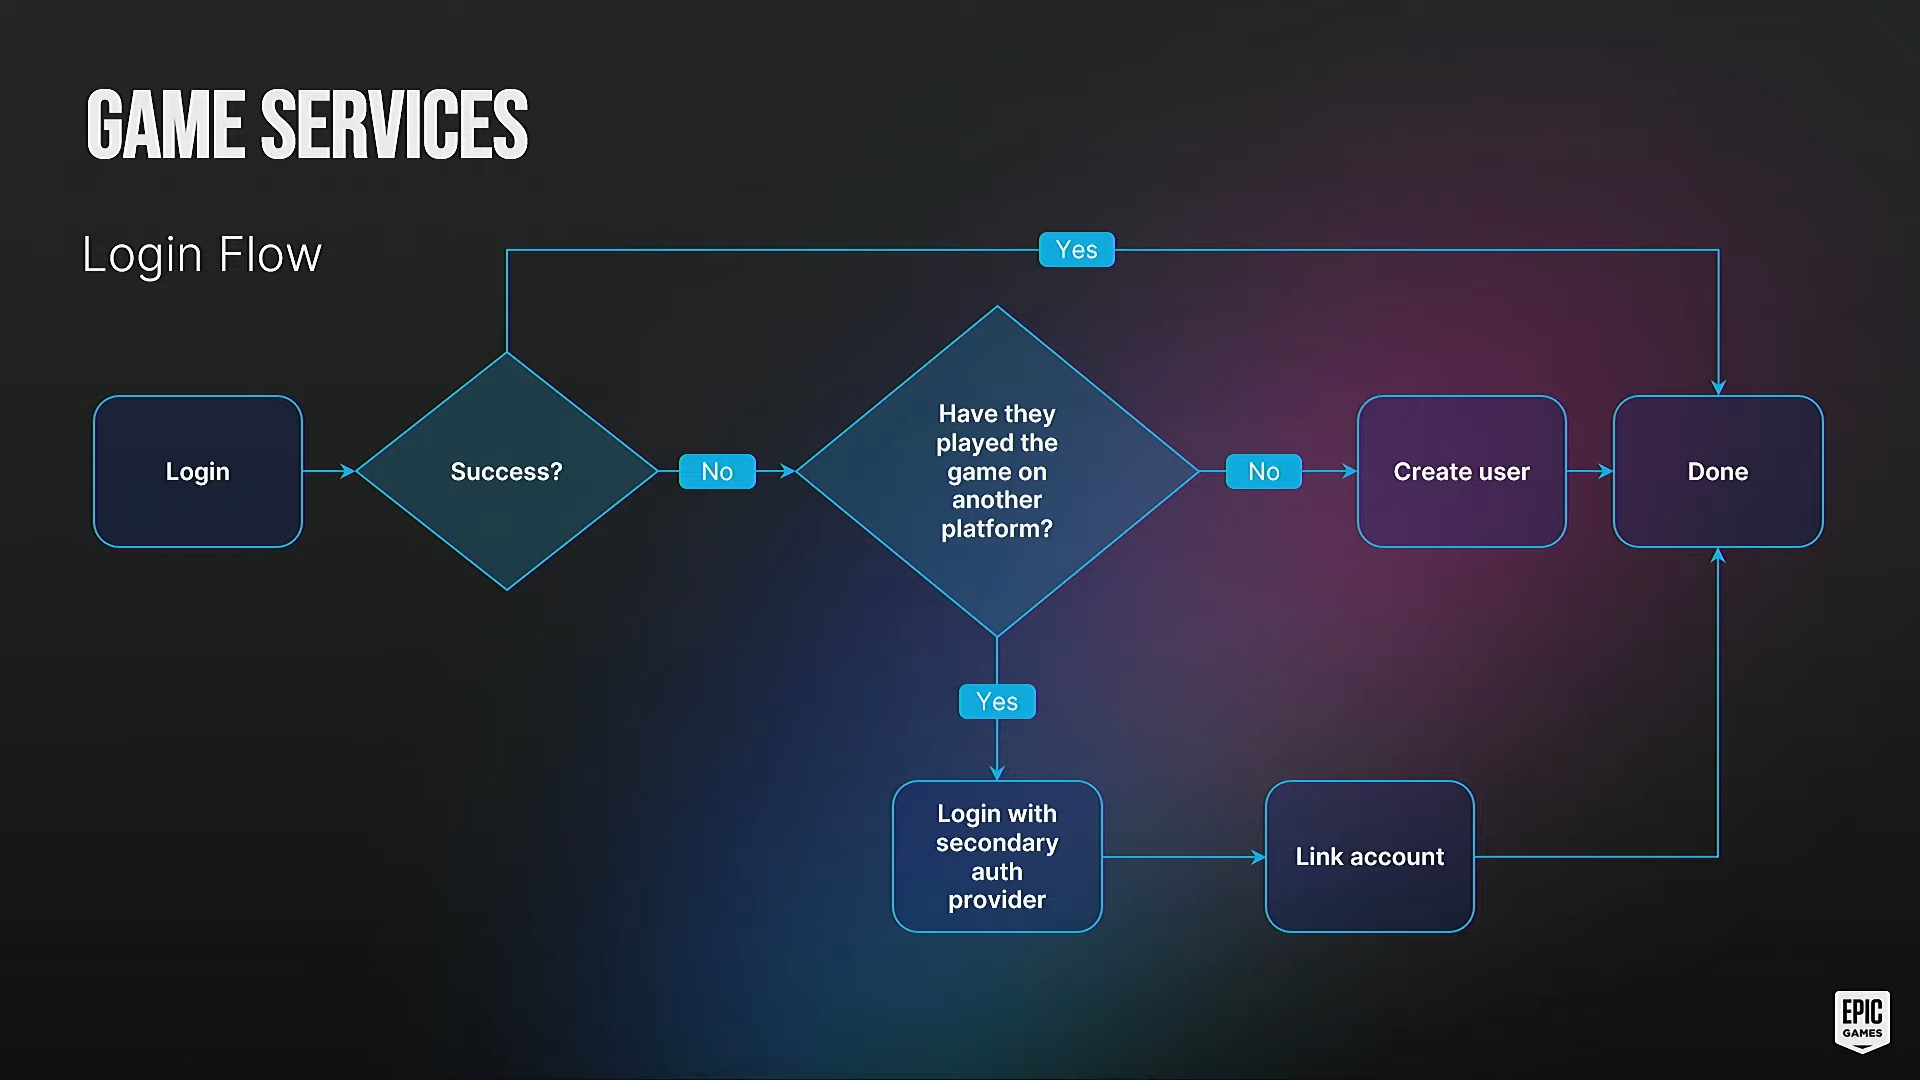 GAME SERVICES
Login Flow
Yes
Login
Success?
No
Have they
played the
game on
another
platform?
No
Create user
Done
Yes
Login with
secondary
auth
provider
Link account
EPIC
GAMES